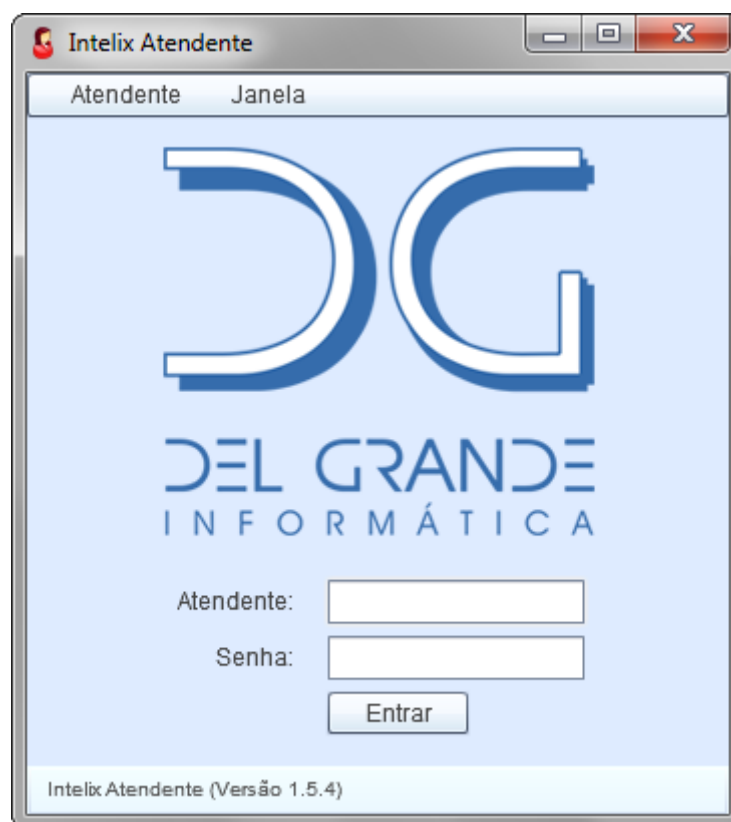 Intelix Atendente
Atendente Janela
DG
DEL GRANDE
INFORMÁTICA
Atendente:
Senha:
Entrar
Intelix Atendente (Versão 1.5.4)